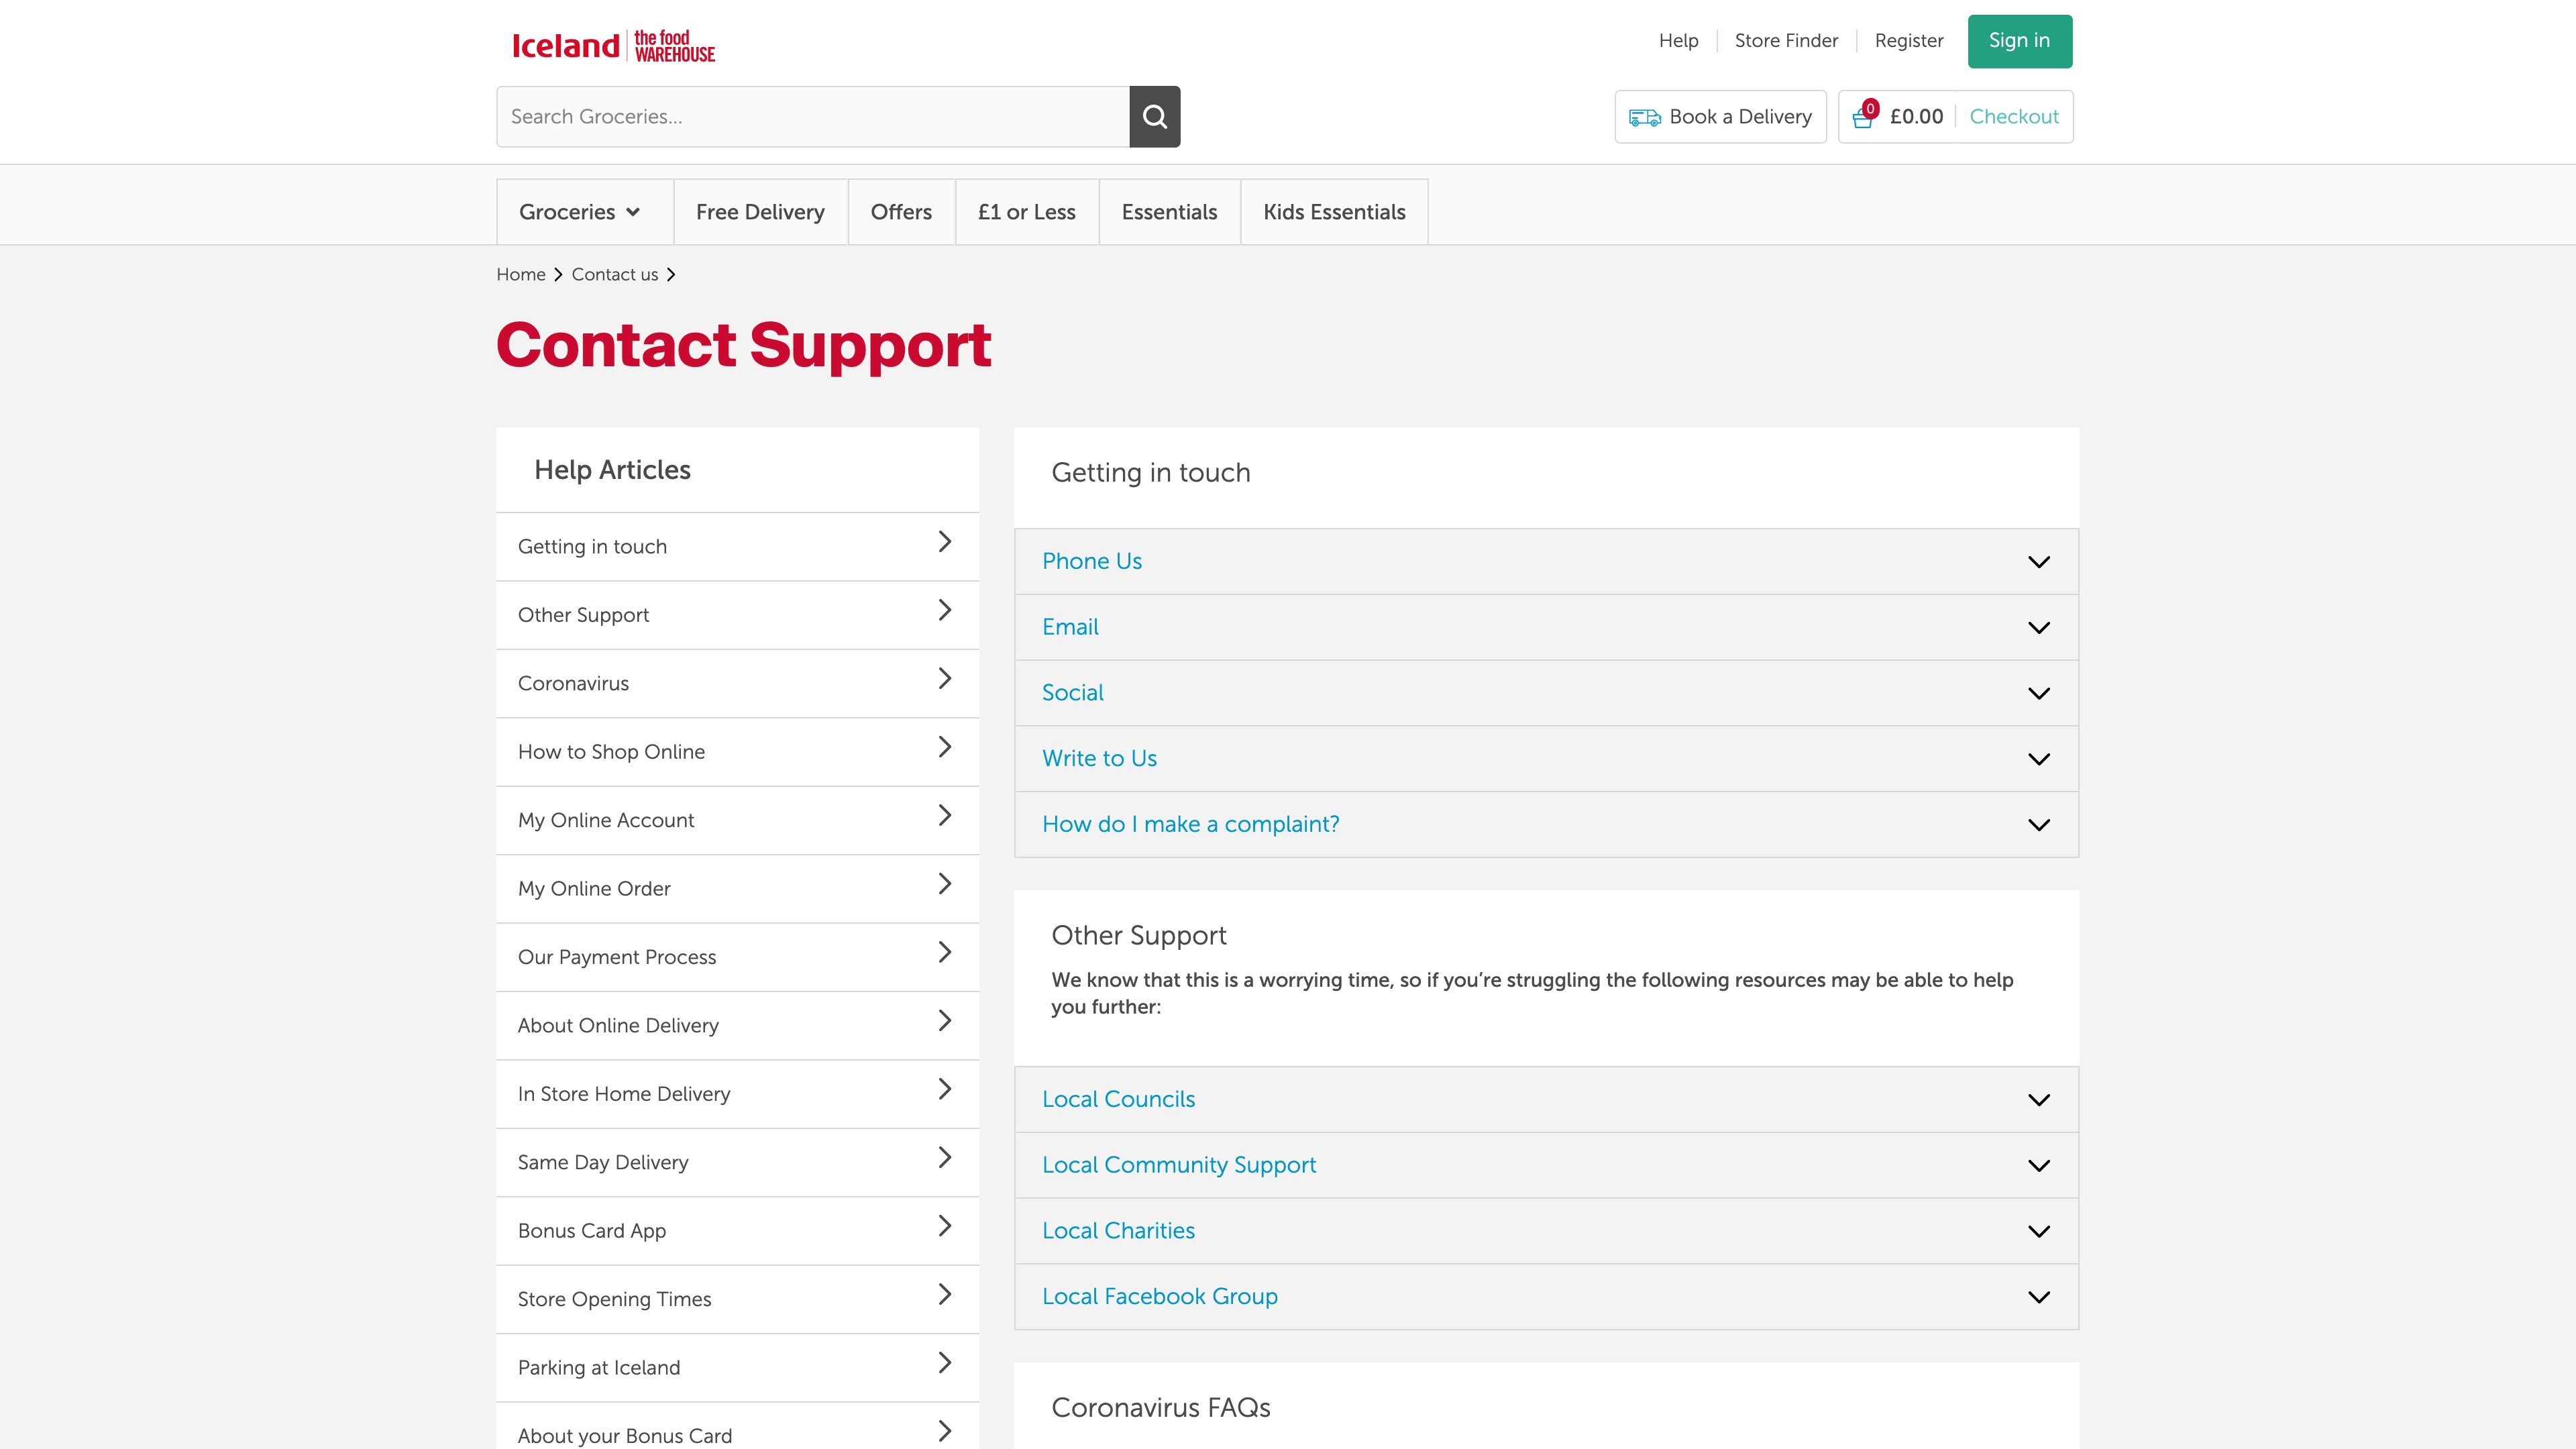 Iceland the food WAREHOUSE
Help
Store Finder
Register
Sign in
Search Groceries...
Book a Delivery
0
£0.00
Checkout
Groceries
Free Delivery
Offers
£1 or Less
Essentials
Kids Essentials
Home
Contact us
Contact Support
Help Articles
Getting in touch
Other Support
Coronavirus
How to Shop Online
My Online Account
My Online Order
Our Payment Process
About Online Delivery
In Store Home Delivery
Same Day Delivery
Bonus Card App
Store Opening Times
Parking at Iceland
About your Bonus Card
Getting in touch
Phone Us
Email
Social
Write to Us
How do I make a complaint?
Other Support
We know that this is a worrying time, so if you’re struggling the following resources may be able to help
you further:
Local Councils
Local Community Support
Local Charities
Local Facebook Group
Coronavirus FAQs